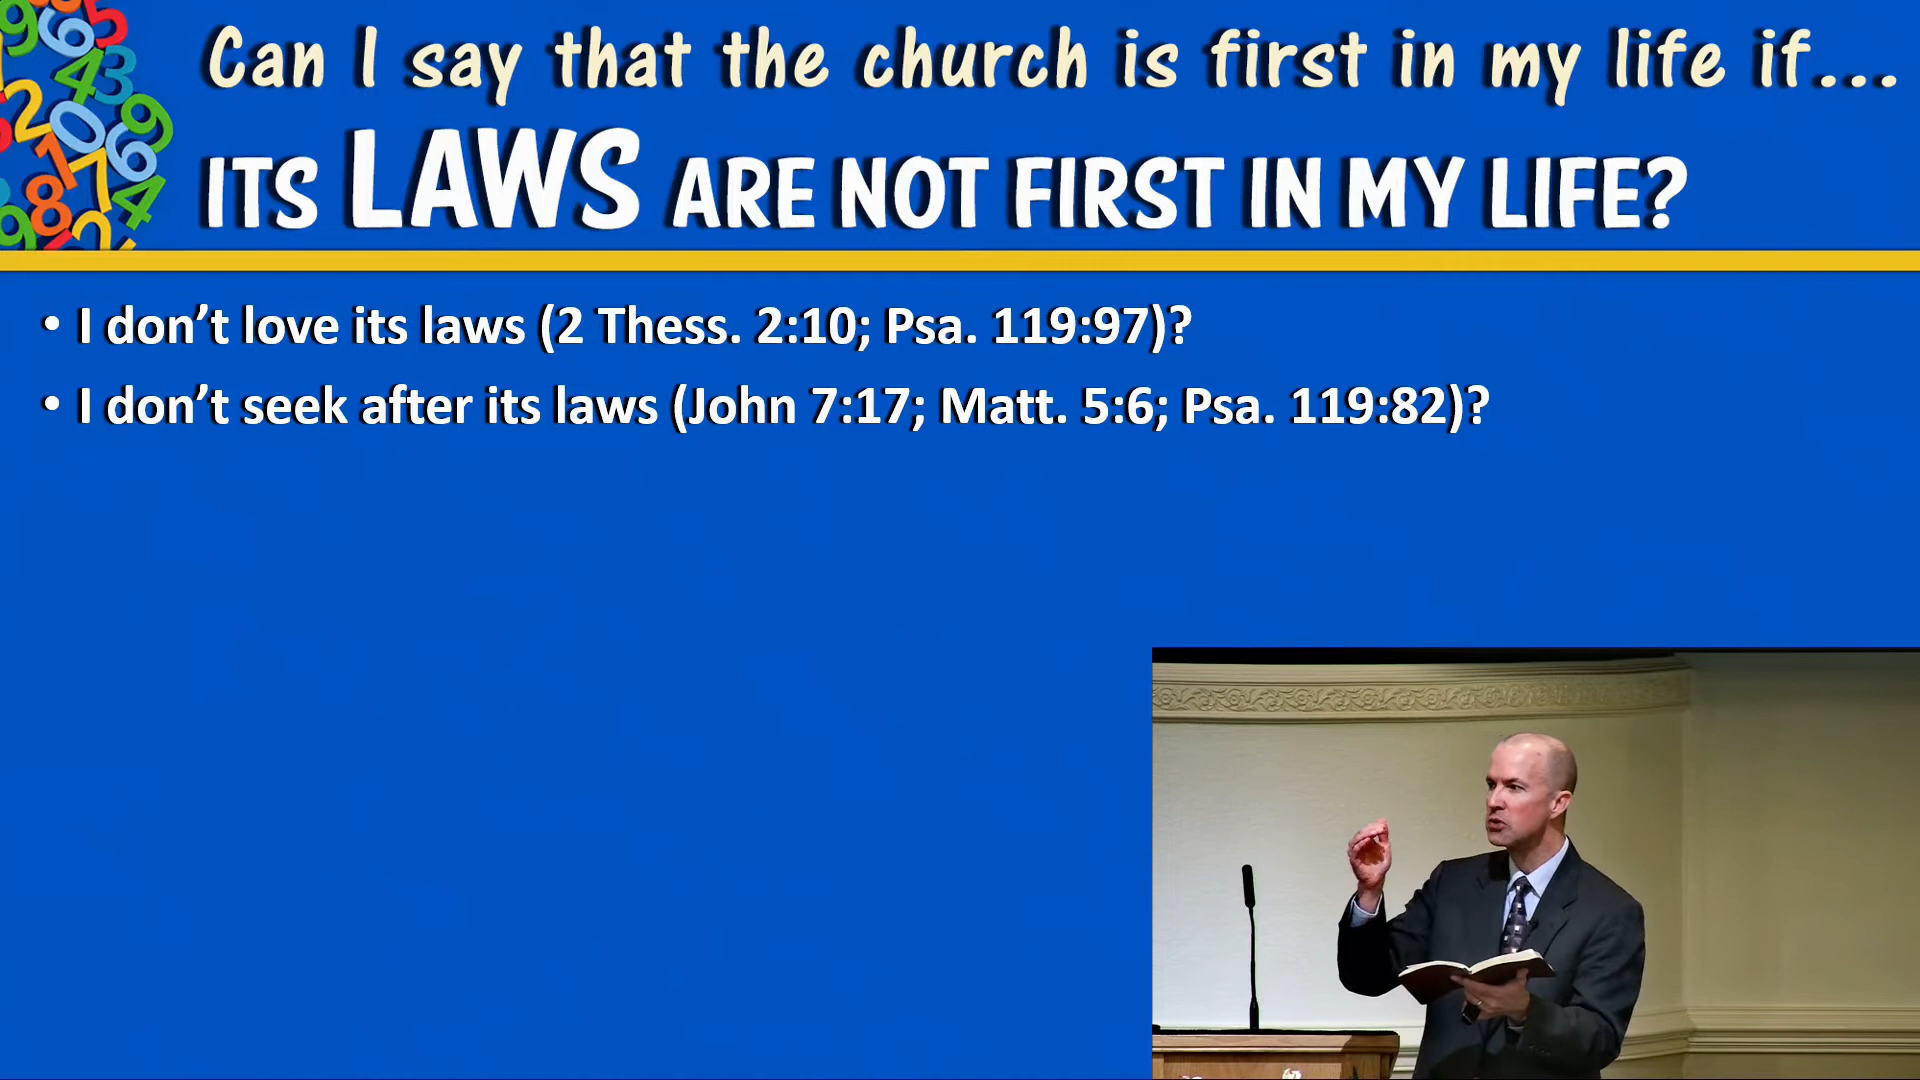 Can I say that the church is first in my life if...
ITS LAWS ARE NOT FIRST IN MY LIFE?
• I don’t love its laws (2 Thess. 2:10; Psa. 119:97)?
• I don’t seek after its laws (John 7:17; Matt. 5:6; Psa. 119:82)?